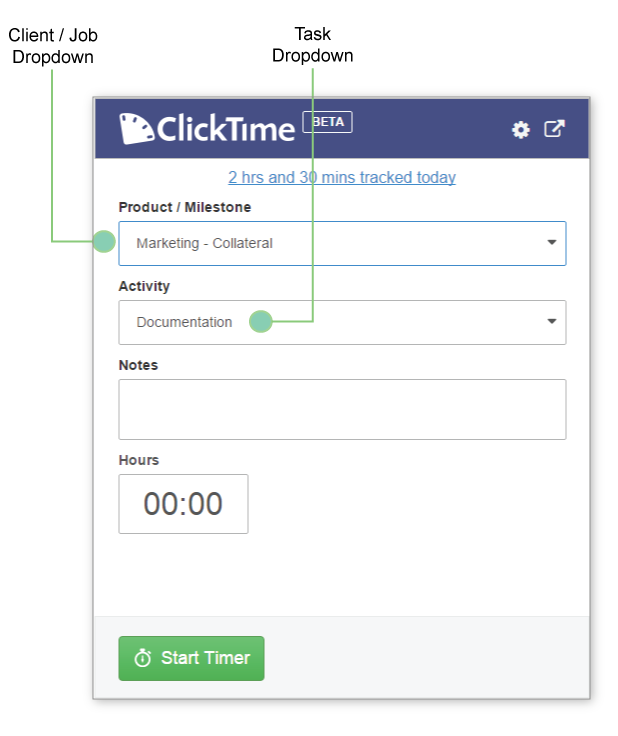 Client / Job
Dropdown
Task
Dropdown
ClickTime BETA
2 hrs and 30 mins tracked today
Product / Milestone
Marketing - Collateral
Activity
Documentation
Notes
Hours
00:00
Start Timer